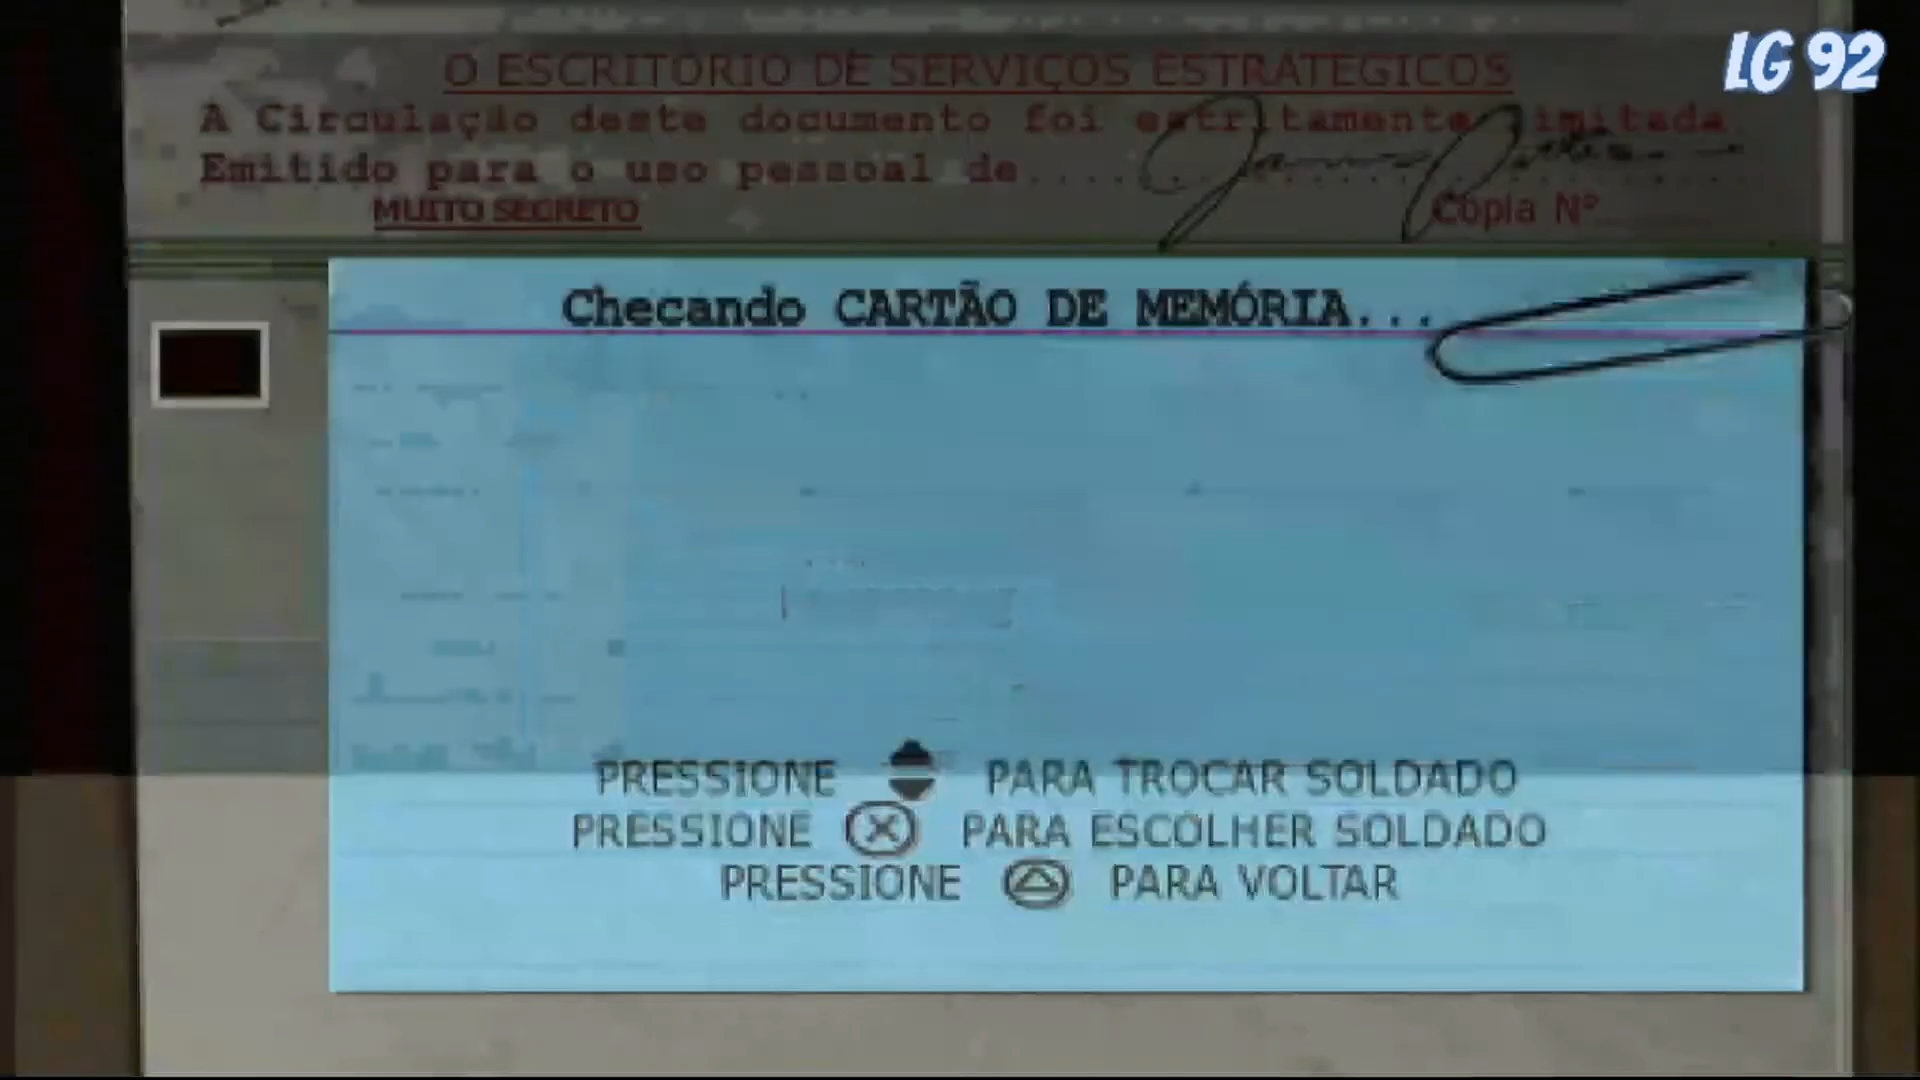 O ESCRITORIO DE SERVIÇOS ESTRATEGICOS
LG 92
A Circulação deste documento foi estritamente limitada
Emitido para o uso pessoal de....
MUITO SECRETO
Copia Nº
Checando CARTÃO DE MEMÓRIA...
PRESSIONE PARA TROCAR SOLDADO
PRESSIONE PARA ESCOLHER SOLDADO
PRESSIONE PARA VOLTAR